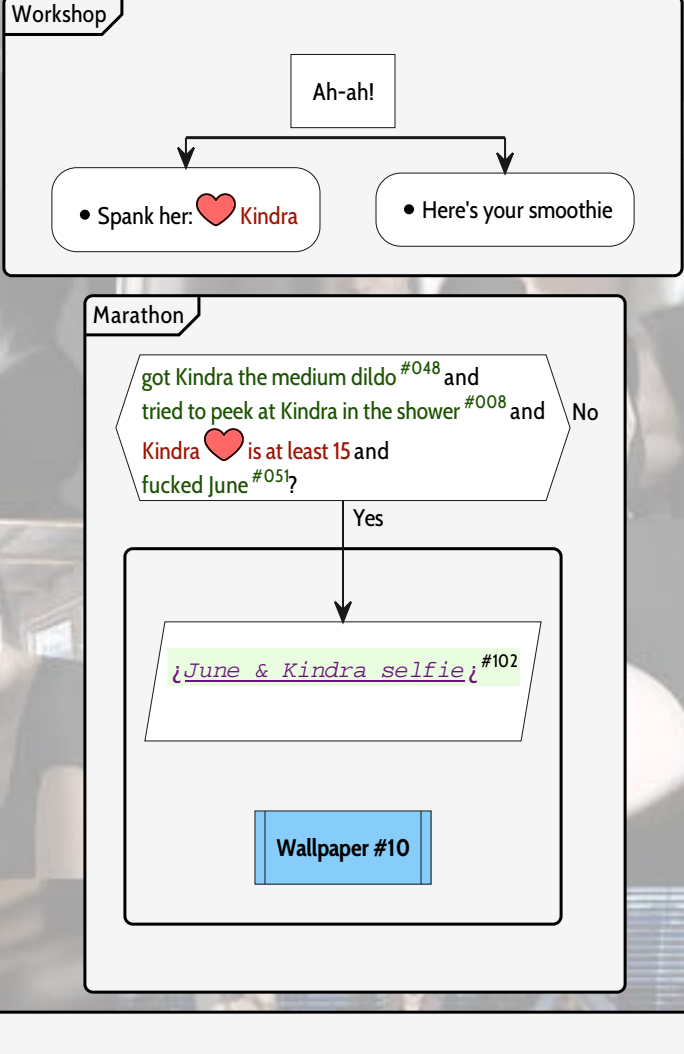 Workshop
Ah-ah!
• Spank her: Kindra
• Here's your smoothie
Marathon
got Kindra the medium dildo #048 and
tried to peek at Kindra in the shower #008 and
Kindra is at least 15 and
fucked June #051?
No
Yes
¿June & Kindra selfie¿ #102
Wallpaper #10